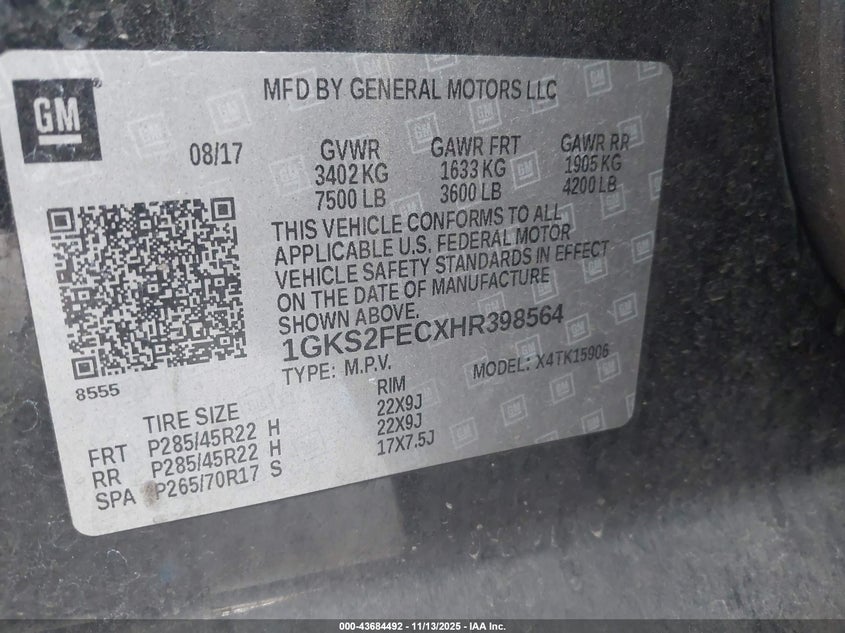 GM
MFD BY GENERAL MOTORS LLC
08/17
GVWR GAWR FRT GAWR RR
3402 KG 1633 KG 1905 KG
7500 LB 3600 LB 4200 LB
THIS VEHICLE CONFORMS TO ALL
APPLICABLE U.S. FEDERAL MOTOR
VEHICLE SAFETY STANDARDS IN EFFECT
ON THE DATE OF MANUFACTURE
SHOWN ABOVE.
1GKS2FECXHR398564
TYPE: M.P.V. MODEL: X4TK15906
8555
TIRE SIZE RIM
FRT P285/45R22 H 22X9J
RR P285/45R22 H 22X9J
SPA P265/70R17 S 17X7.5J
000-43684492 - 11/13/2025 - IAA Inc.